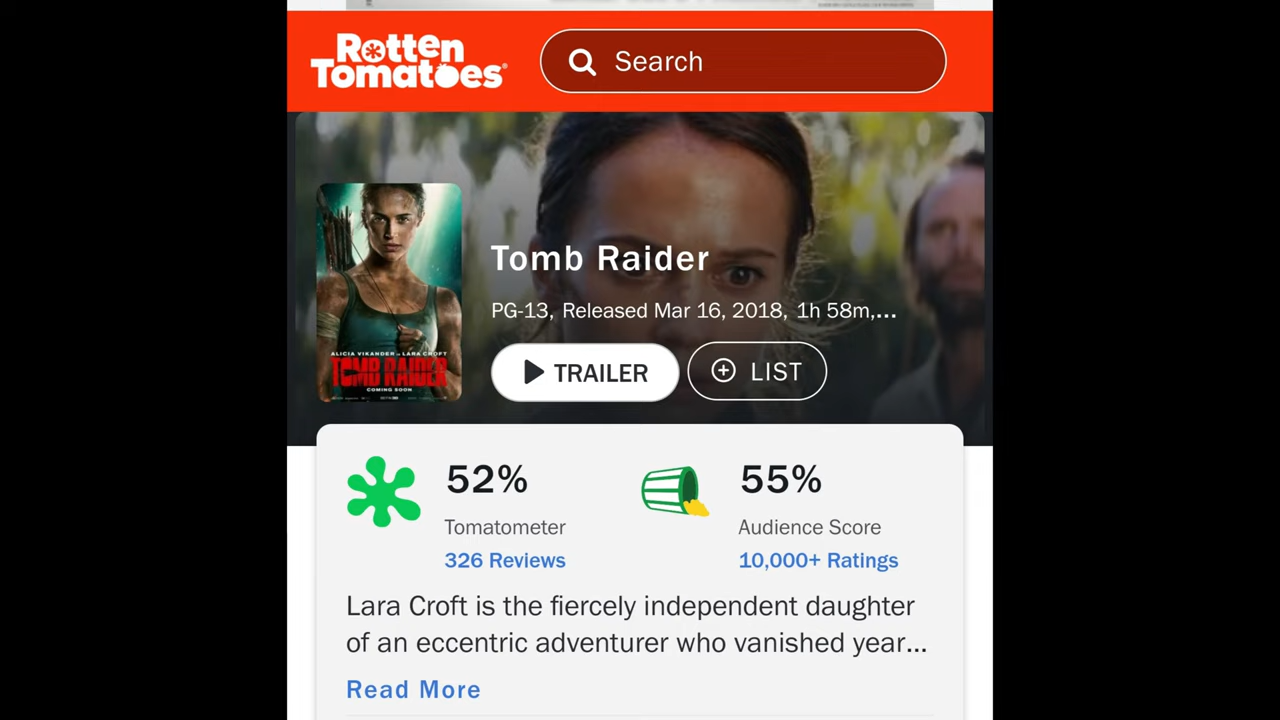 Rotten
Tomatoes
Search
Tomb Raider
PG-13, Released Mar 16, 2018, 1h 58m,...
TRAILER
LIST
ALICIA VIKANDER IS LARA CROFT
TOMB RAIDER
COMING SOON
52%
Tomatometer
326 Reviews
55%
Audience Score
10,000+ Ratings
Lara Croft is the fiercely independent daughter
of an eccentric adventurer who vanished year...
Read More